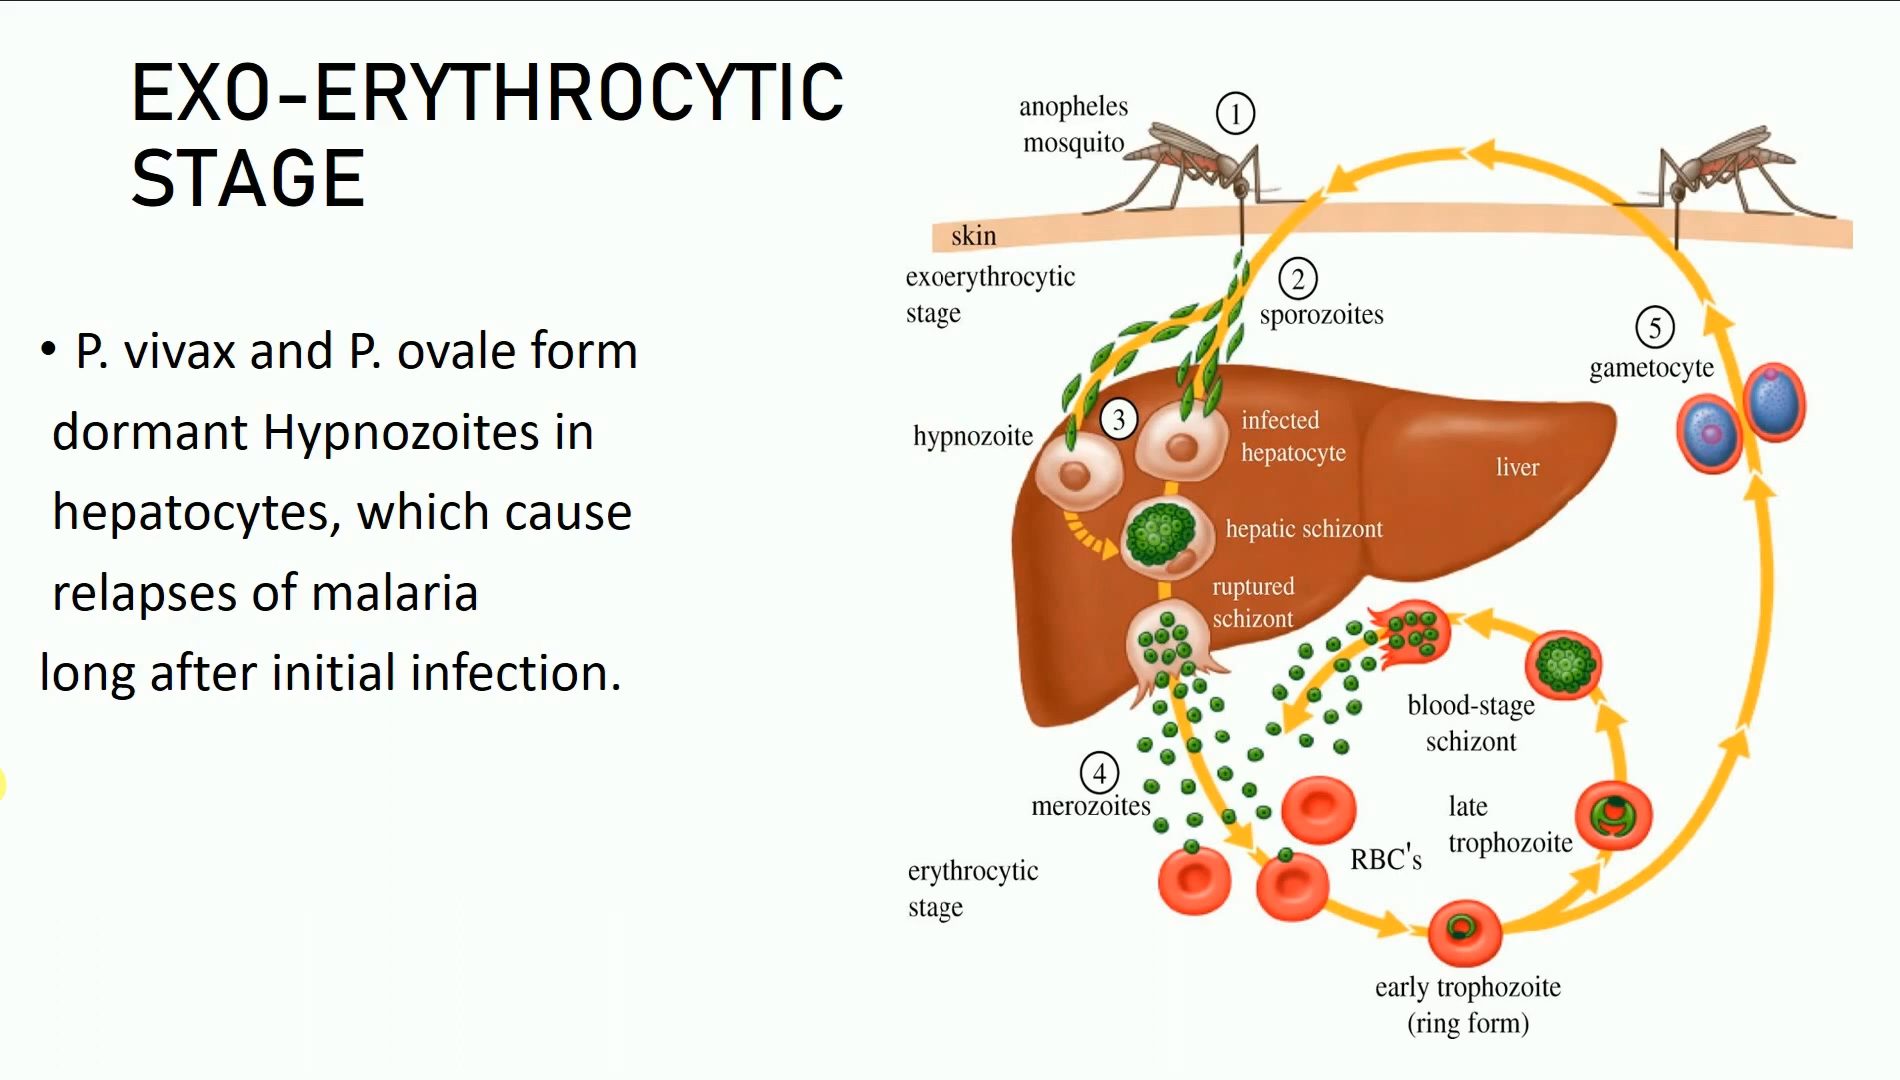 EXO-ERYTHROCYTIC
STAGE
• P. vivax and P. ovale form
dormant Hypnozoites in
hepatocytes, which cause
relapses of malaria
long after initial infection.
anopheles
mosquito
1
skin
exoerythrocytic
stage
2
sporozoites
5
gametocyte
hypnozoite
3
infected
hepatocyte
liver
hepatic schizont
ruptured
schizont
blood-stage
schizont
4
merozoites
late
trophozoite
RBC's
erythrocytic
stage
early trophozoite
(ring form)